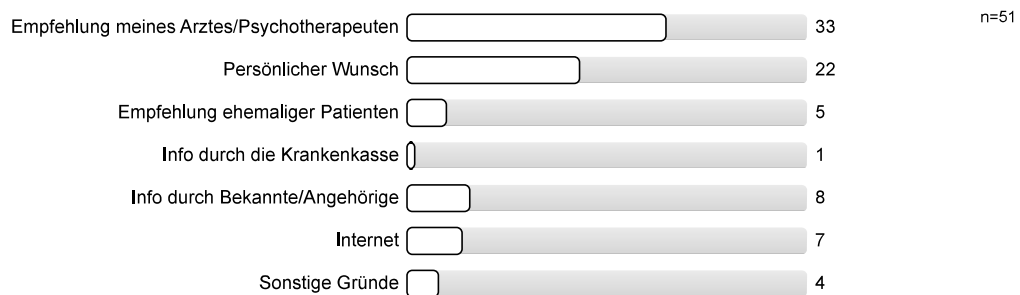 Empfehlung meines Arztes/Psychotherapeuten 33 n=51
Persönlicher Wunsch 22
Empfehlung ehemaliger Patienten 5
Info durch die Krankenkasse 1
Info durch Bekannte/Angehörige 8
Internet 7
Sonstige Gründe 4